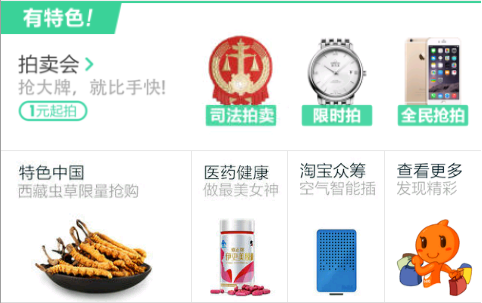 有特色!
拍卖会
抢大牌，就比手快!
1元起拍
司法拍卖
限时拍
全民抢拍
特色中国
西藏虫草限量抢购
医药健康
做最美女神
淘宝众筹
空气智能插
查看更多
发现精彩